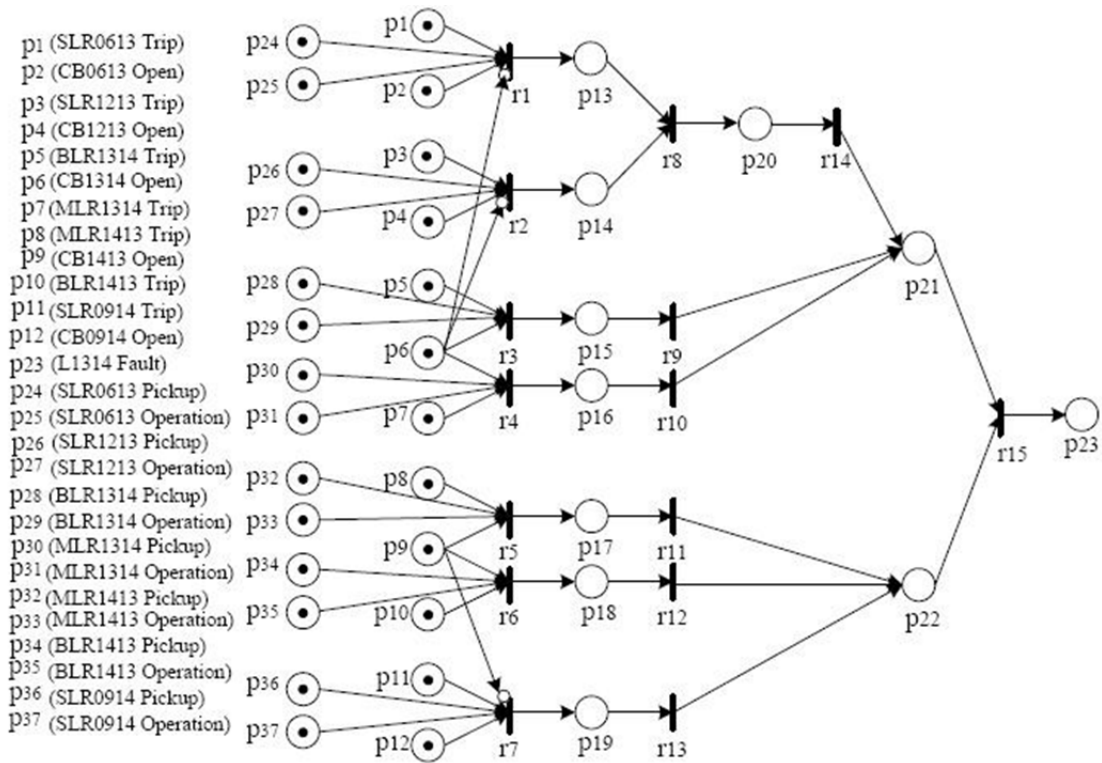 p1 (SLR0613 Trip)
p2 (CB0613 Open)
p3 (SLR1213 Trip)
p4 (CB1213 Open)
p5 (BLR1314 Trip)
p6 (CB1314 Open)
p7 (MLR1314 Trip)
p8 (MLR1413 Trip)
p9 (CB1413 Open)
p10 (BLR1413 Trip)
p11 (SLR0914 Trip)
p12 (CB0914 Open)
p23 (L1314 Fault)
p24 (SLR0613 Pickup)
p25 (SLR0613 Operation)
p26 (SLR1213 Pickup)
p27 (SLR1213 Operation)
p28 (BLR1314 Pickup)
p29 (BLR1314 Operation)
p30 (MLR1314 Pickup)
p31 (MLR1314 Operation)
p32 (MLR1413 Pickup)
p33 (MLR1413 Operation)
p34 (BLR1413 Pickup)
p35 (BLR1413 Operation)
p36 (SLR0914 Pickup)
p37 (SLR0914 Operation)
p24
p25
p26
p27
p28
p29
p30
p31
p32
p33
p34
p35
p36
p37
p1
p2
p3
p4
p5
p6
p7
p8
p9
p10
p11
p12
r1
r2
r3
r4
r5
r6
r7
p13
p14
p15
p16
p17
p18
p19
r8
r9
r10
r11
r12
r13
p20
r14
p21
p22
r15
p23